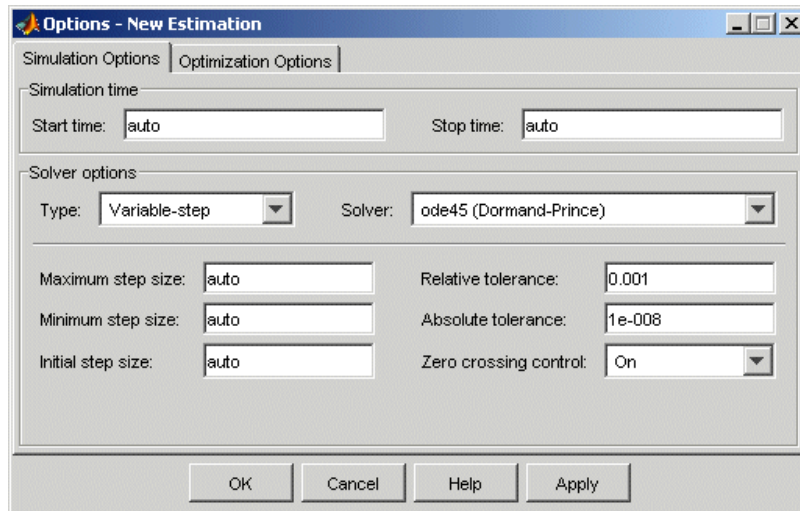 Options - New Estimation
Simulation Options Optimization Options
Simulation time
Start time: auto Stop time: auto
Solver options
Type: Variable-step Solver: ode45 (Dormand-Prince)
Maximum step size: auto Relative tolerance: 0.001
Minimum step size: auto Absolute tolerance: 1e-008
Initial step size: auto Zero crossing control: On
OK Cancel Help Apply